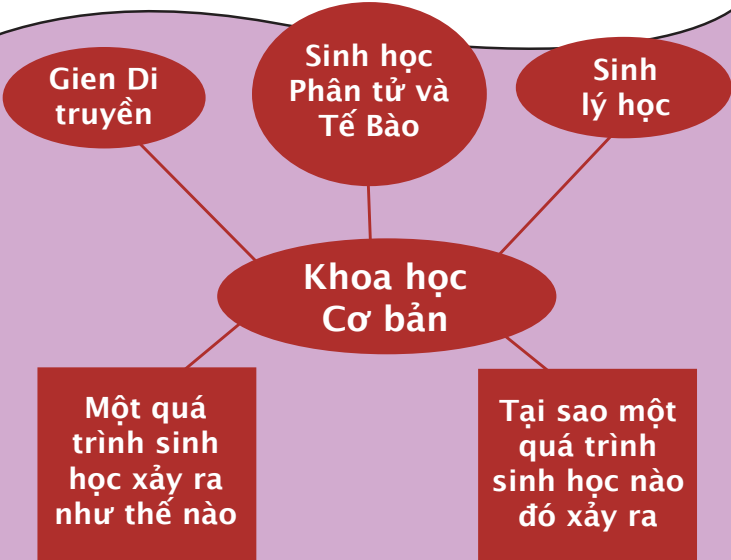 Gien Di
truyền
Sinh học
Phân tử và
Tế Bào
Sinh
lý học
Khoa học
Cơ bản
Một quá
trình sinh
học xảy ra
như thế nào
Tại sao một
quá trình
sinh học nào
đó xảy ra